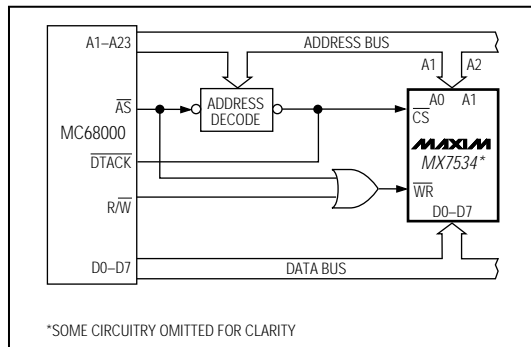 A1–A23
ADDRESS BUS
A1
A2
AS
ADDRESS
DECODE
A0
A1
CS
MC68000
MAXIM
MX7534*
DTACK
WR
R/W
D0–D7
D0–D7
DATA BUS
*SOME CIRCUITRY OMITTED FOR CLARITY